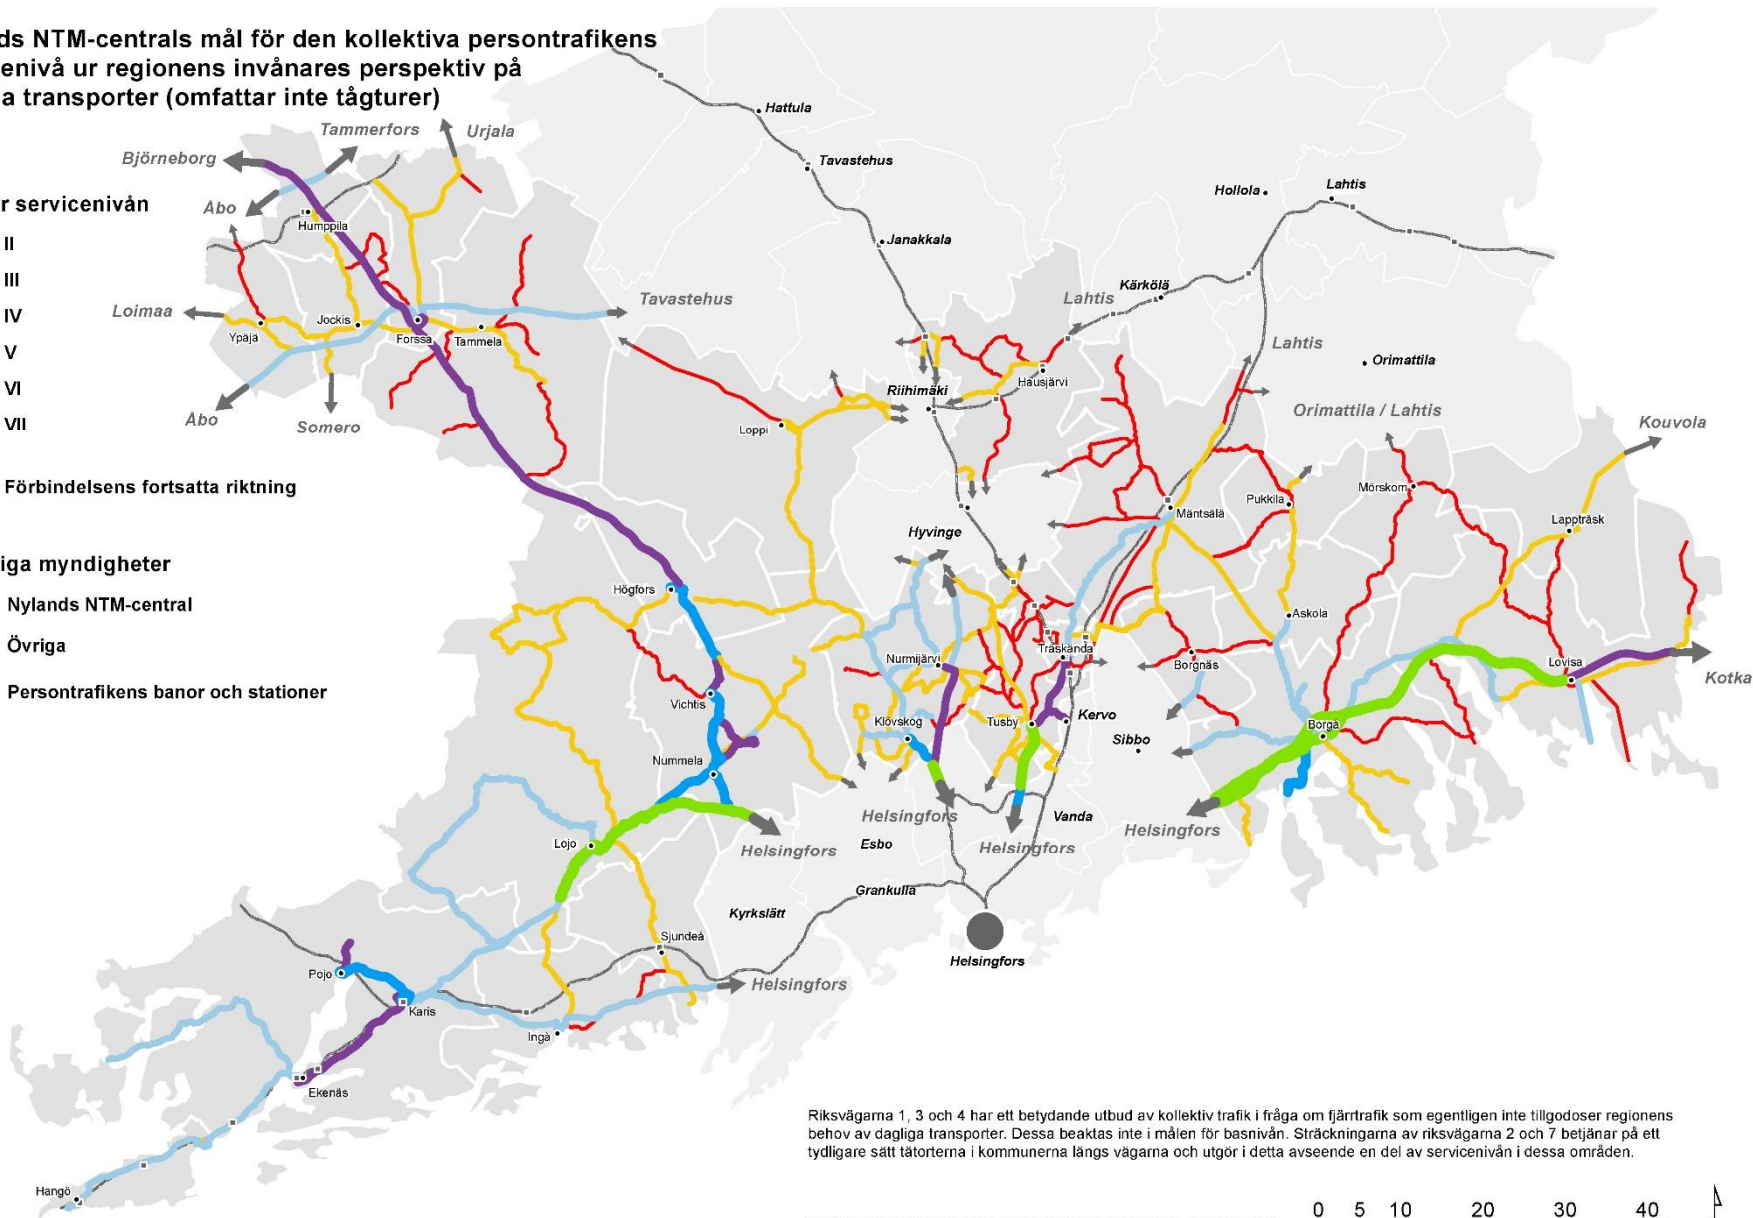 ds NTM-centrals mål för den kollektiva persontrafikens
enivå ur regionens invånares perspektiv på
a transporter (omfattar inte tågturer)
r servicenivån
II
III
IV
V
VI
VII
Förbindelsens fortsatta riktning
iga myndigheter
Nylands NTM-central
Övriga
Persontrafikens banor och stationer
Hattula
Tammerfors
Urjala
Björneborg
Tavastehus
Hollola
Lahtis
Åbo
Humppila
Janakkala
Kärkölä
Lahtis
Tavastehus
Loimaa
Jockis
Ypäjä
Forssa
Tammela
Lahtis
Orimattila
Hausjärvi
Riihimäki
Åbo
Somero
Loppi
Orimattila / Lahtis
Kouvola
Mörskom
Pukkila
Mäntsälä
Lappträsk
Hyvinge
Högfors
Askola
Träskända
Nurmijärvi
Borgnäs
Lovisa
Kotka
Vichtis
Klövskog
Tusby
Kervo
Sibbo
Borgå
Nummela
Helsingfors
Vanda
Helsingfors
Lojo
Helsingfors
Esbo
Helsingfors
Grankulla
Kyrkslätt
Sjundeå
Helsingfors
Pojo
Helsingfors
Karis
Ingå
Ekenäs
Hangö
Riksvägarna 1, 3 och 4 har ett betydande utbud av kollektiv trafik i fråga om fjärrtrafik som egentligen inte tillgodoser regionens
behov av dagliga transporter. Dessa beaktas inte i målen för basnivån. Sträckningarna av riksvägarna 2 och 7 betjänar på ett
tydligare sätt tätorterna i kommunerna längs vägarna och utgör i detta avseende en del av servicenivån i dessa områden.
0 5 10 20 30 40